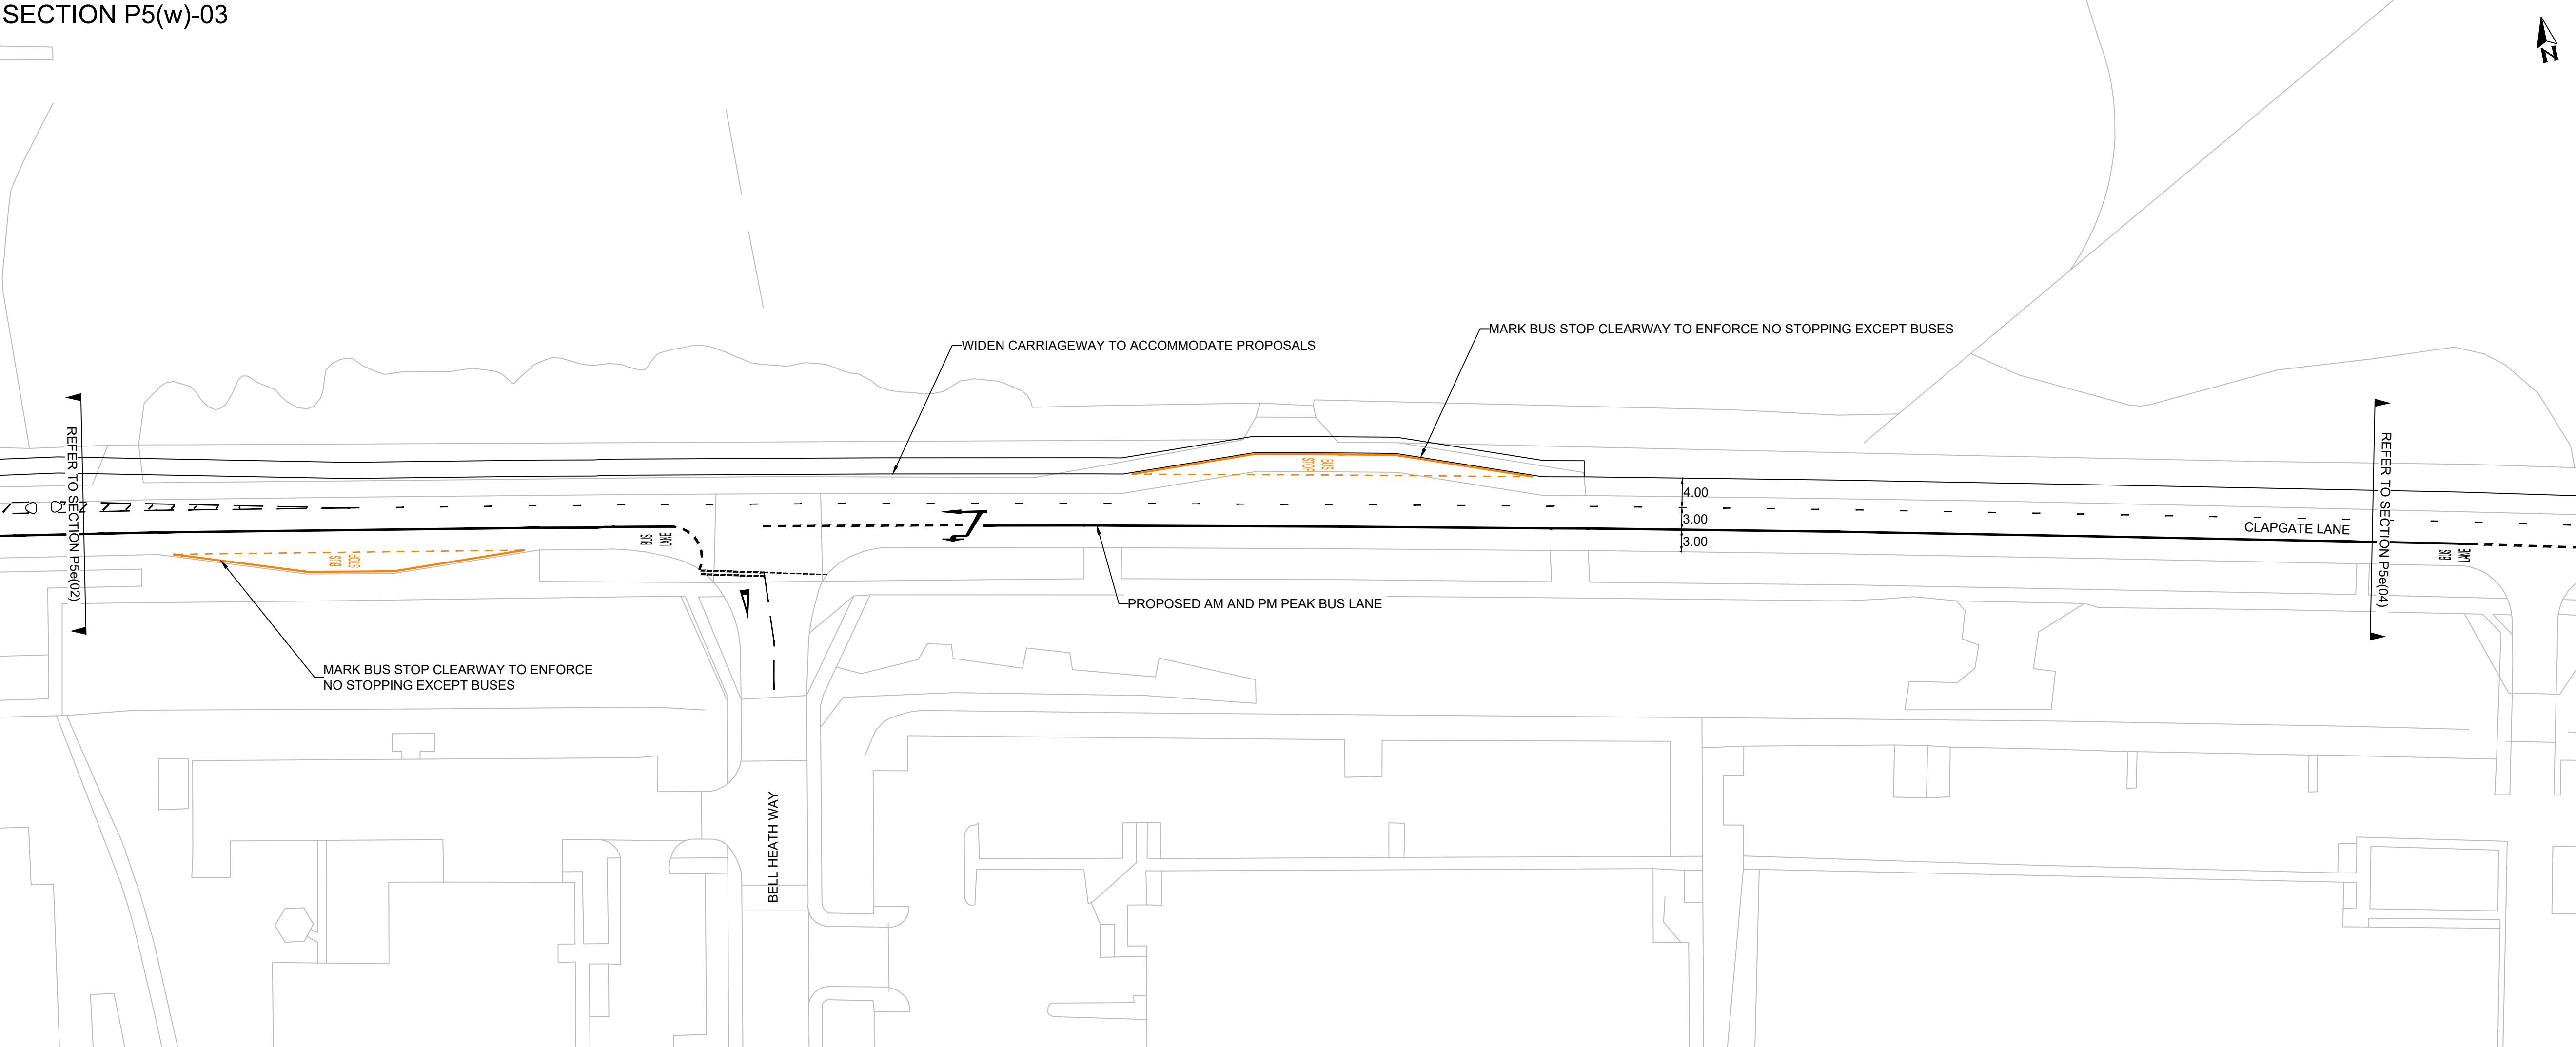 SECTION P5(w)-03
N
MARK BUS STOP CLEARWAY TO ENFORCE NO STOPPING EXCEPT BUSES
WIDEN CARRIAGEWAY TO ACCOMMODATE PROPOSALS
REFER TO SECTION P5e(02)
REFER TO SECTION P5e(04)
BUS
STOP
4.00
3.00
3.00
CLAPGATE LANE
BUS
LANE
BUS
LANE
BUS
STOP
PROPOSED AM AND PM PEAK BUS LANE
MARK BUS STOP CLEARWAY TO ENFORCE
NO STOPPING EXCEPT BUSES
BELL HEATH WAY